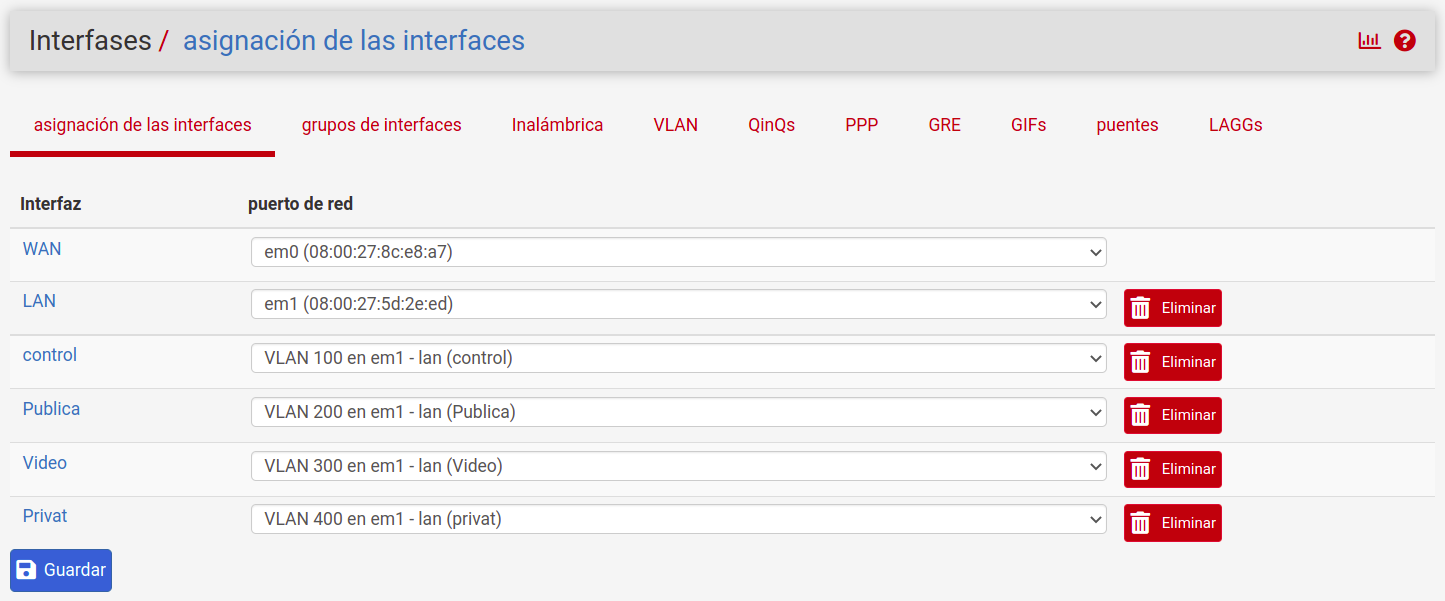 Interfases / asignación de las interfaces
asignación de las interfaces grupos de interfaces Inalámbrica VLAN QinQs PPP GRE GIFs puentes LAGGs
Interfaz puerto de red
WAN em0 (08:00:27:8c:e8:a7)
LAN em1 (08:00:27:5d:2e:ed) Eliminar
control VLAN 100 en em1 - lan (control) Eliminar
Publica VLAN 200 en em1 - lan (Publica) Eliminar
Video VLAN 300 en em1 - lan (Video) Eliminar
Privat VLAN 400 en em1 - lan (privat) Eliminar
Guardar